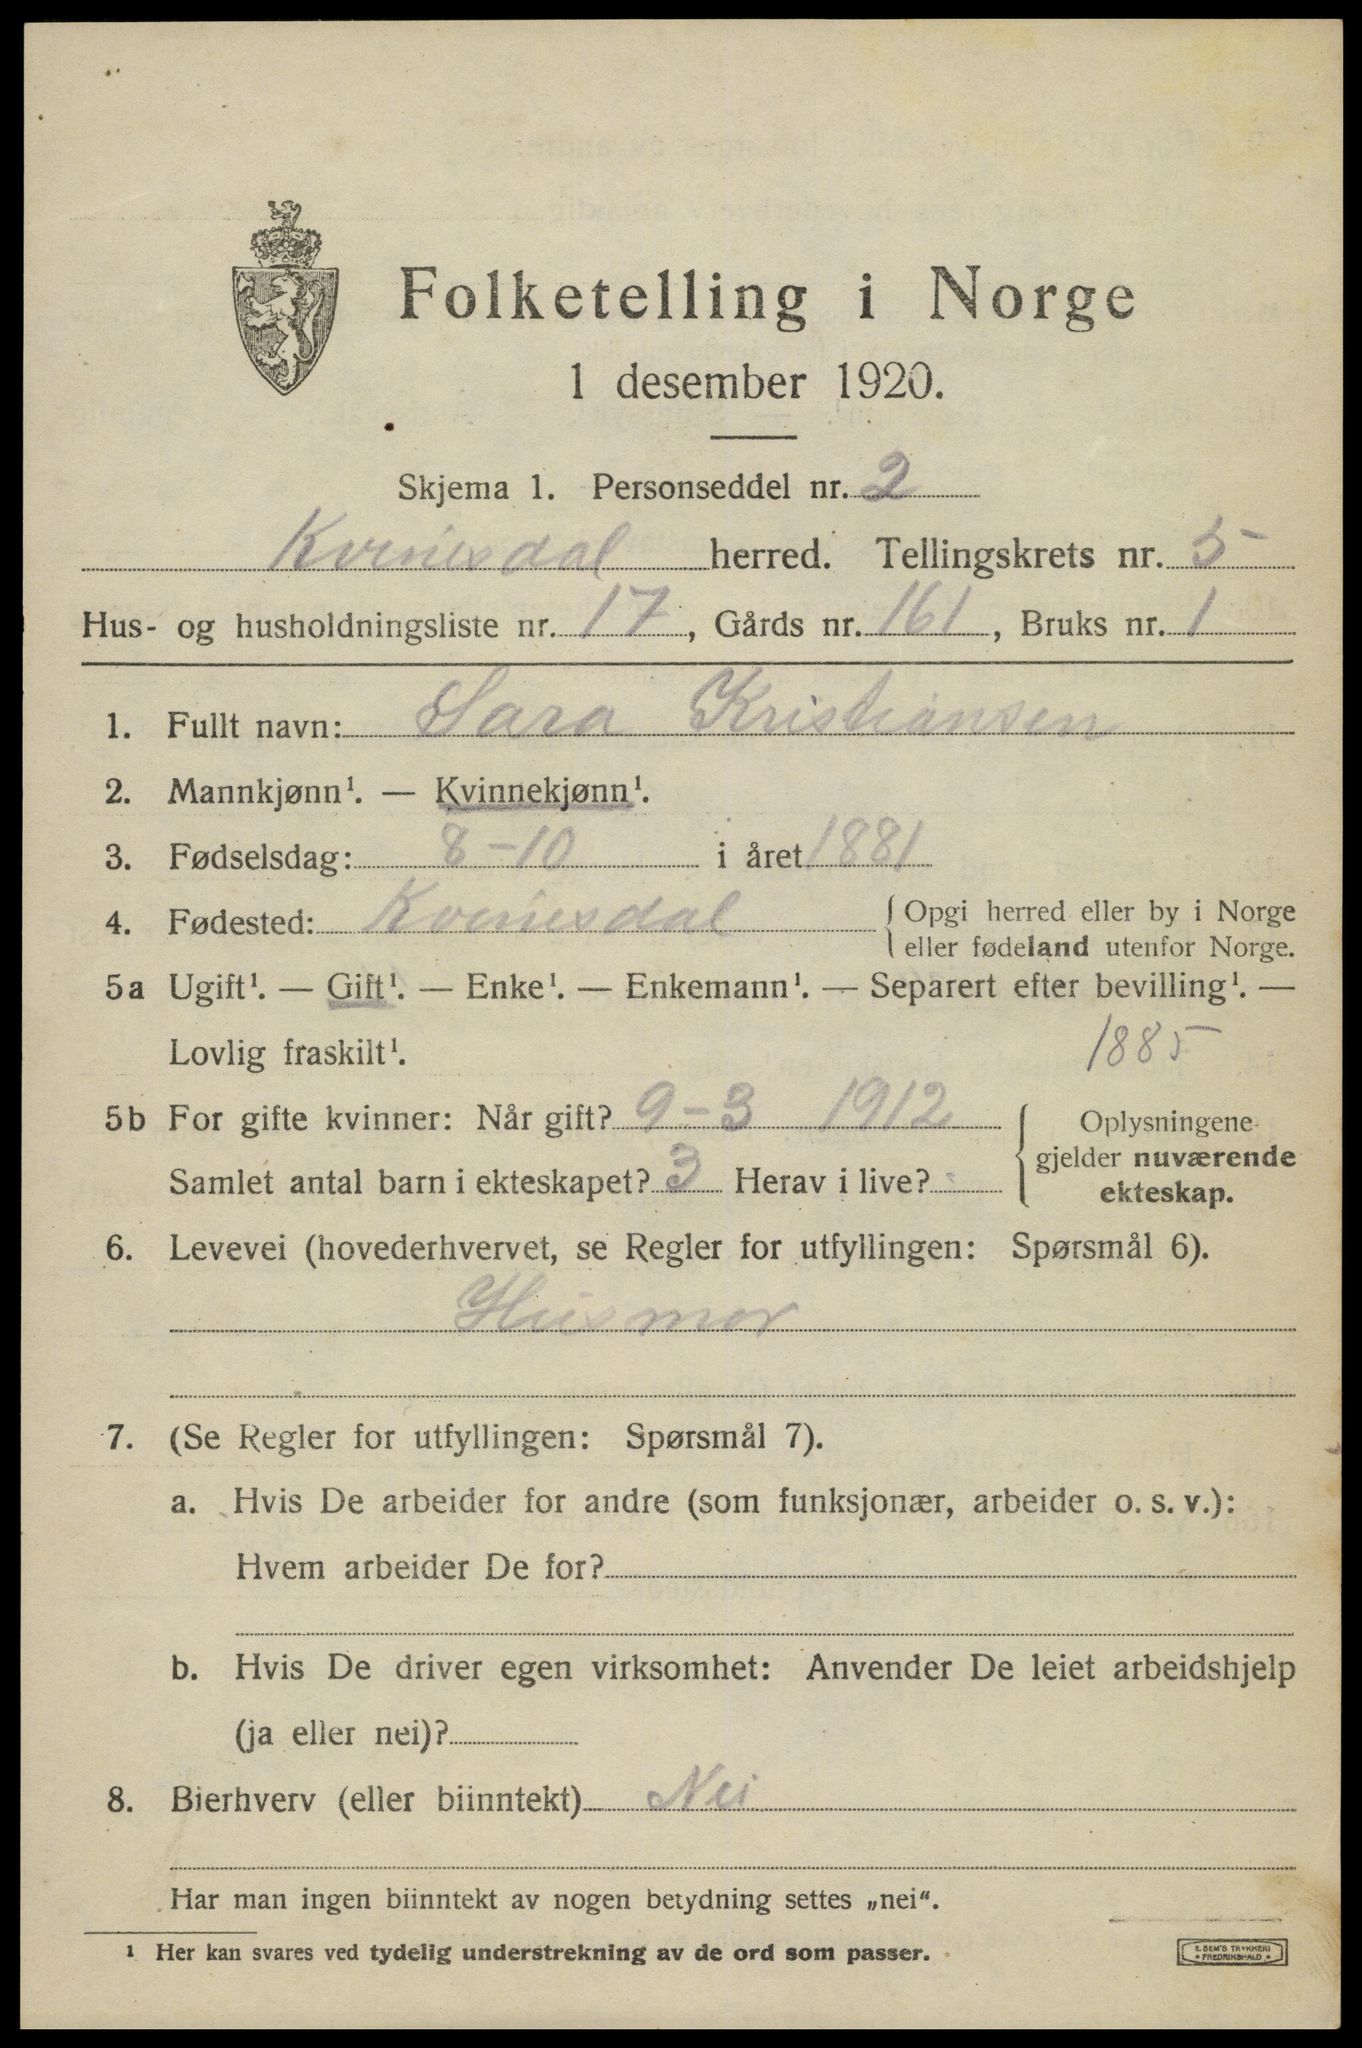 Folketelling i Norge
1 desember 1920.
Skjema 1. Personseddel nr. 2
Kvinesdal herred. Tellingskrets nr. 5
Hus- og husholdningsliste nr. 17, Gårds nr. 161, Bruks nr. 1
1. Fullt navn: Sara Kristiansen
2. Mannkjønn¹. — Kvinnekjønn¹.
3. Fødselsdag: 8-10 i året 1881
4. Fødested: Kvinesdal { Opgi herred eller by i Norge
eller fødeland utenfor Norge.
5a Ugift¹. — Gift¹. — Enke¹. — Enkemann¹. — Separert efter bevilling¹. —
Lovlig fraskilt¹. 1885
5b For gifte kvinner: Når gift? 9-3 1912
Samlet antal barn i ekteskapet? 3 Herav i live?
Oplysningene
gjelder nuværende
ekteskap.
6. Levevei (hovederhvervet, se Regler for utfyllingen: Spørsmål 6).
Husmor
7. (Se Regler for utfyllingen: Spørsmål 7).
a. Hvis De arbeider for andre (som funksjonær, arbeider o. s. v.):
Hvem arbeider De for?
b. Hvis De driver egen virksomhet: Anvender De leiet arbeidshjelp
(ja eller nei)?
8. Bierhverv (eller biinntekt) Nei
Har man ingen biinntekt av nogen betydning settes „nei“.
¹ Her kan svares ved tydelig understrekning av de ord som passer.
E. SEM'S TRYKKERI
* FREDRIKSHALD *